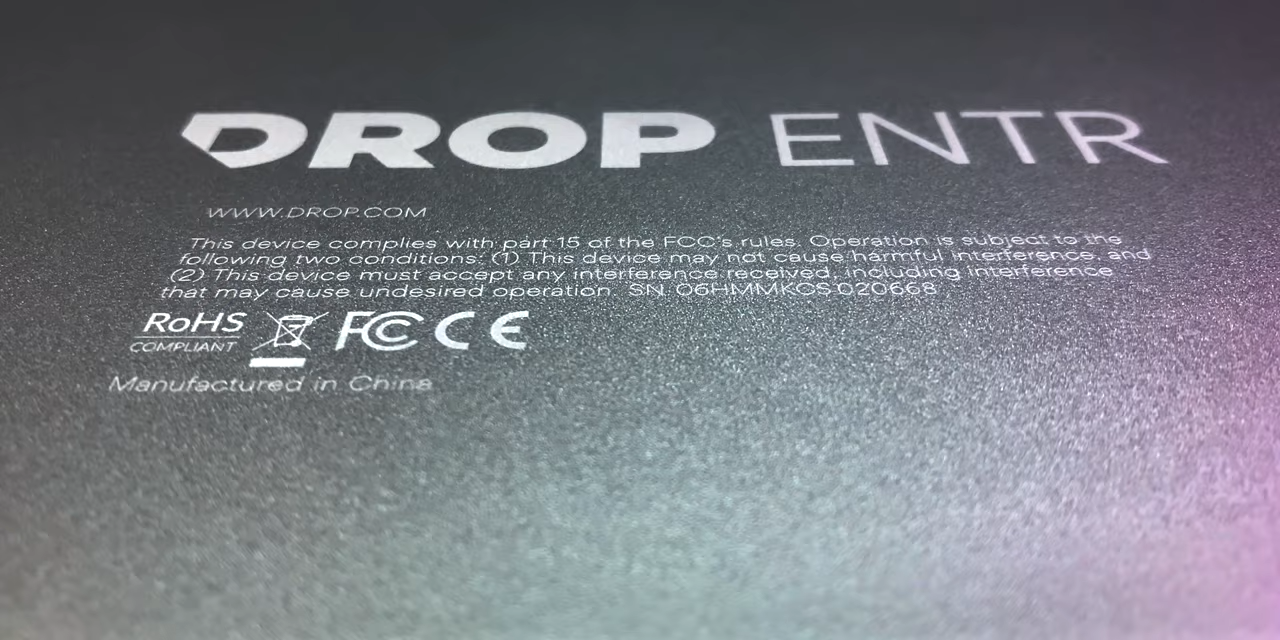 DROP ENTR
WWW.DROP.COM
This device complies with part 15 of the FCC's rules. Operation is subject to the
following two conditions: (1) This device may not cause harmful interference, and
(2) This device must accept any interference received, including interference
that may cause undesired operation. SN. 06HMMKCS020668
RoHS FC CE
COMPLIANT
Manufactured in China